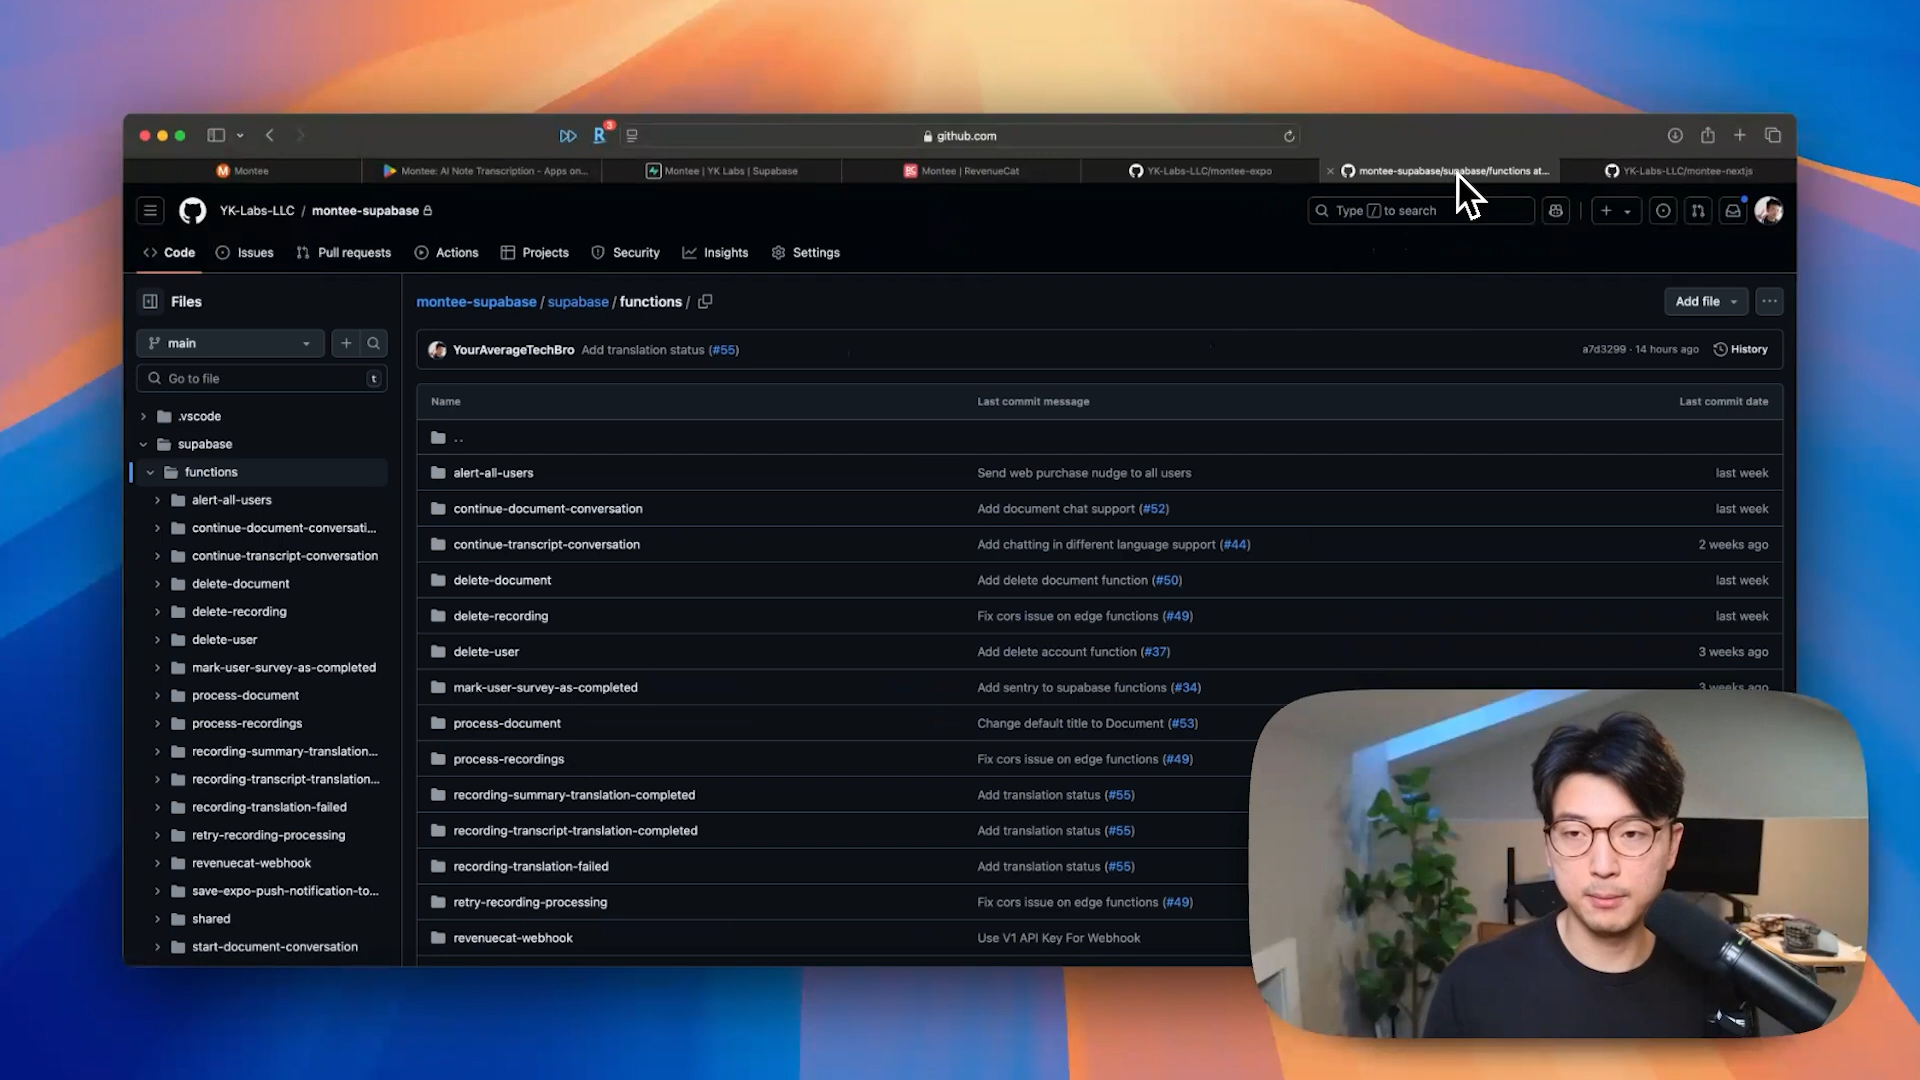 3
github.com
Montee
Montee: AI Note Transcription - Apps on...
Montee | YK Labs | Supabase
Montee | RevenueCat
YK-Labs-LLC/montee-expo
montee-supabase/supabase/functions at...
YK-Labs-LLC/montee-nextjs
YK-Labs-LLC / montee-supabase
Type / to search
Code
Issues
Pull requests
Actions
Projects
Security
Insights
Settings
Files
main
Go to file
t
.vscode
supabase
functions
alert-all-users
continue-document-conversati...
continue-transcript-conversation
delete-document
delete-recording
delete-user
mark-user-survey-as-completed
process-document
process-recordings
recording-summary-translation...
recording-transcript-translation...
recording-translation-failed
retry-recording-processing
revenuecat-webhook
save-expo-push-notification-to...
shared
start-document-conversation
montee-supabase / supabase / functions /
Add file
YourAverageTechBro Add translation status (#55)
a7d3299 · 14 hours ago
History
Name Last commit message Last commit date
..
alert-all-users Send web purchase nudge to all users last week
continue-document-conversation Add document chat support (#52) last week
continue-transcript-conversation Add chatting in different language support (#44) 2 weeks ago
delete-document Add delete document function (#50) last week
delete-recording Fix cors issue on edge functions (#49) last week
delete-user Add delete account function (#37) 3 weeks ago
mark-user-survey-as-completed Add sentry to supabase functions (#34) 3 weeks ago
process-document Change default title to Document (#53)
process-recordings Fix cors issue on edge functions (#49)
recording-summary-translation-completed Add translation status (#55)
recording-transcript-translation-completed Add translation status (#55)
recording-translation-failed Add translation status (#55)
retry-recording-processing Fix cors issue on edge functions (#49)
revenuecat-webhook Use V1 API Key For Webhook